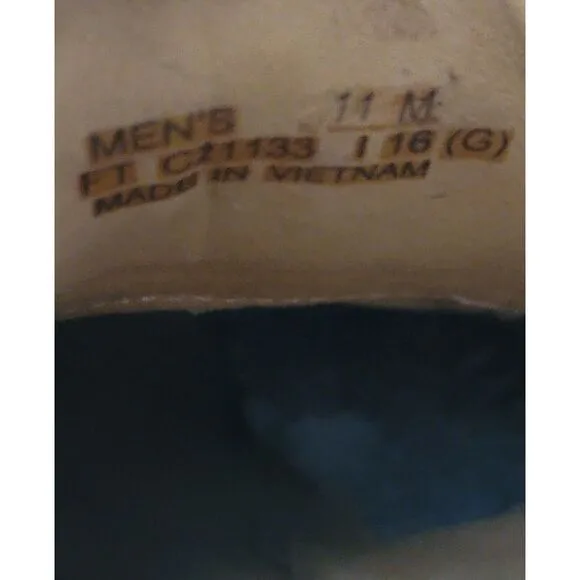 MEN'S 11 M
FT C21133 I 16 (G)
MADE IN VIETNAM